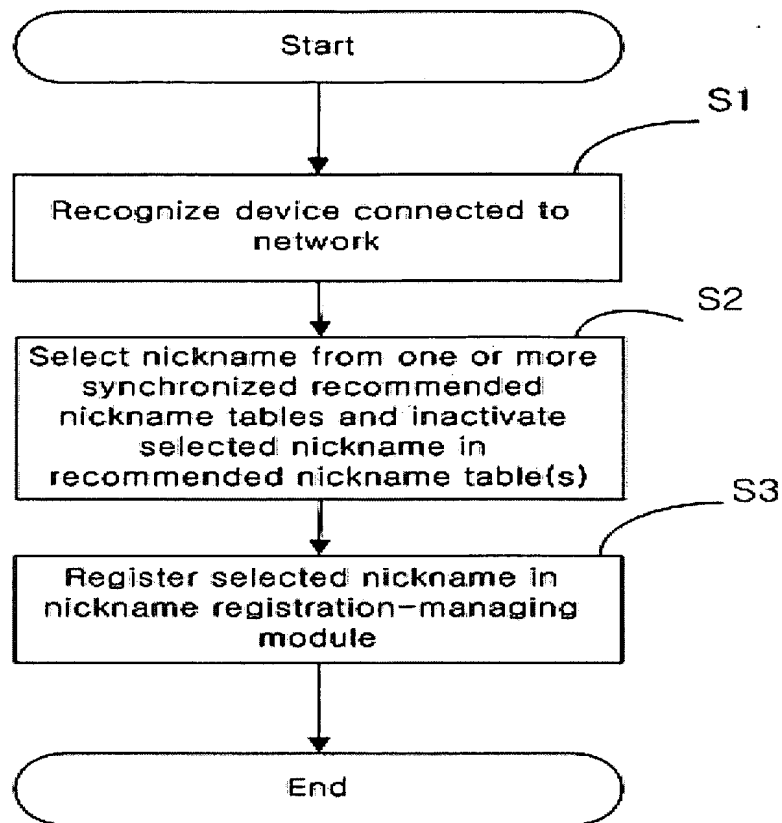 Start
S1
Recognize device connected to
network
S2
Select nickname from one or more
synchronized recommended
nickname tables and inactivate
selected nickname in
recommended nickname table(s)
S3
Register selected nickname in
nickname registration-managing
module
End